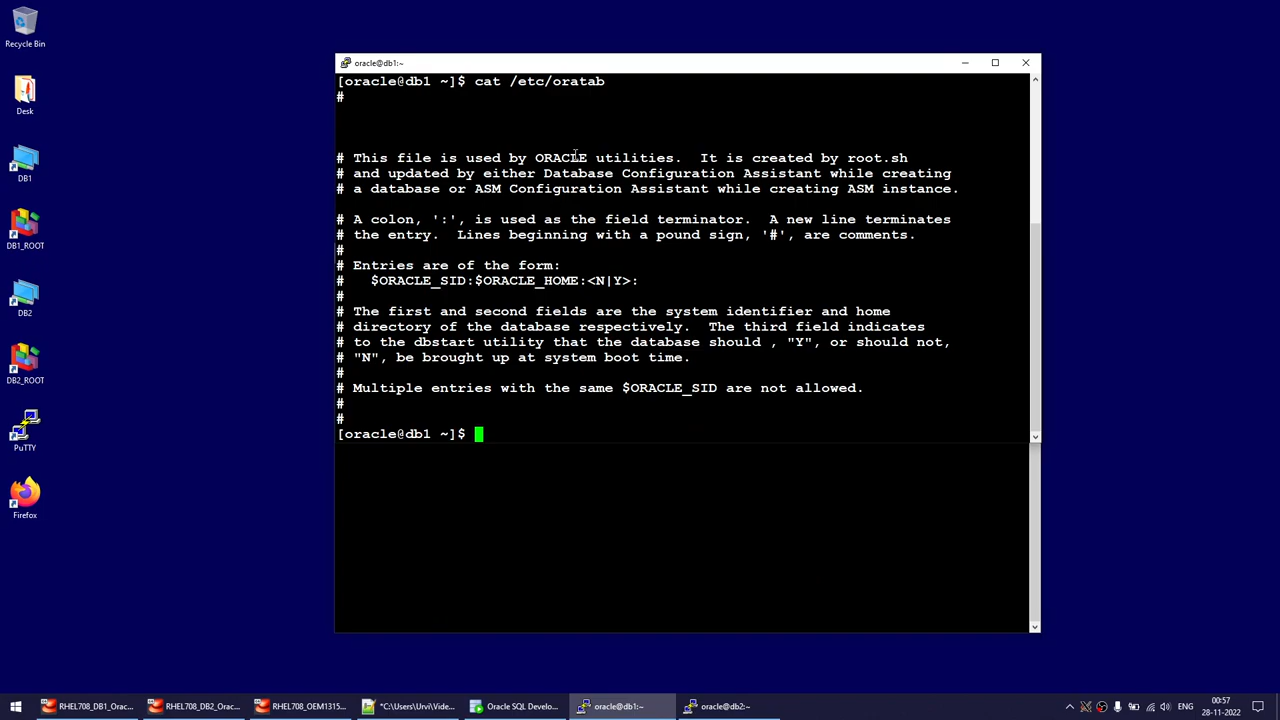 Recycle Bin
Desk
DB1
DB1_ROOT
DB2
DB2_ROOT
PuTTY
Firefox
oracle@db1:~
[oracle@db1 ~]$ cat /etc/oratab
#
# This file is used by ORACLE utilities.  It is created by root.sh
# and updated by either Database Configuration Assistant while creating
# a database or ASM Configuration Assistant while creating ASM instance.
# A colon, ':', is used as the field terminator.  A new line terminates
# the entry.  Lines beginning with a pound sign, '#', are comments.
#
# Entries are of the form:
#   $ORACLE_SID:$ORACLE_HOME:<N|Y>:
#
# The first and second fields are the system identifier and home
# directory of the database respectively.  The third field indicates
# to the dbstart utility that the database should , "Y", or should not,
# "N", be brought up at system boot time.
#
# Multiple entries with the same $ORACLE_SID are not allowed.
#
#
[oracle@db1 ~]$
RHEL708_DB1_Orac...
RHEL708_DB2_Orac...
RHEL708_OEM1315...
*C:\Users\Urvi\Vide...
Oracle SQL Develo...
oracle@db1:~
oracle@db2:~
ENG
00:57
28-11-2022